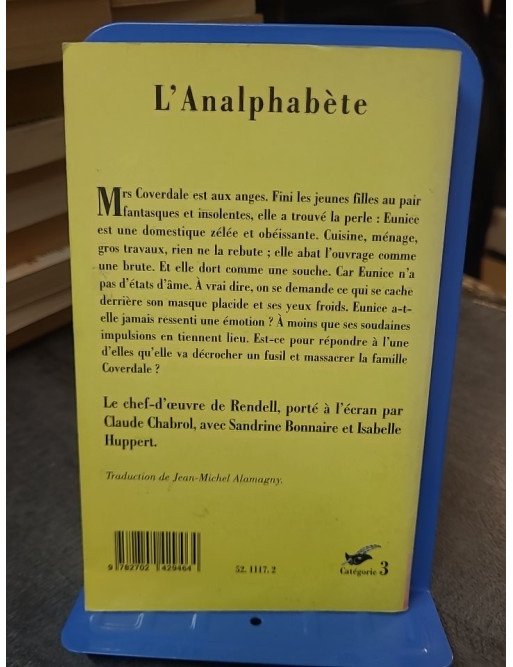 L'Analphabète
Mrs Coverdale est aux anges. Fini les jeunes filles au pair
fantasques et insolentes, elle a trouvé la perle : Eunice
est une domestique zélée et obéissante. Cuisine, ménage,
gros travaux, rien ne la rebute ; elle abat l'ouvrage comme
une brute. Et elle dort comme une souche. Car Eunice n'a
pas d'états d'âme. À vrai dire, on se demande ce qui se cache
derrière son masque placide et ses yeux froids. Eunice a-t-
elle jamais ressenti une émotion ? À moins que ses soudaines
impulsions en tiennent lieu. Est-ce pour répondre à l'une
d'elles qu'elle va décrocher un fusil et massacrer la famille
Coverdale ?
Le chef-d'œuvre de Rendell, porté à l'écran par
Claude Chabrol, avec Sandrine Bonnaire et Isabelle
Huppert.
Traduction de Jean-Michel Alamagny.
9 782702 429464
52. 1117. 2
Catégorie 3